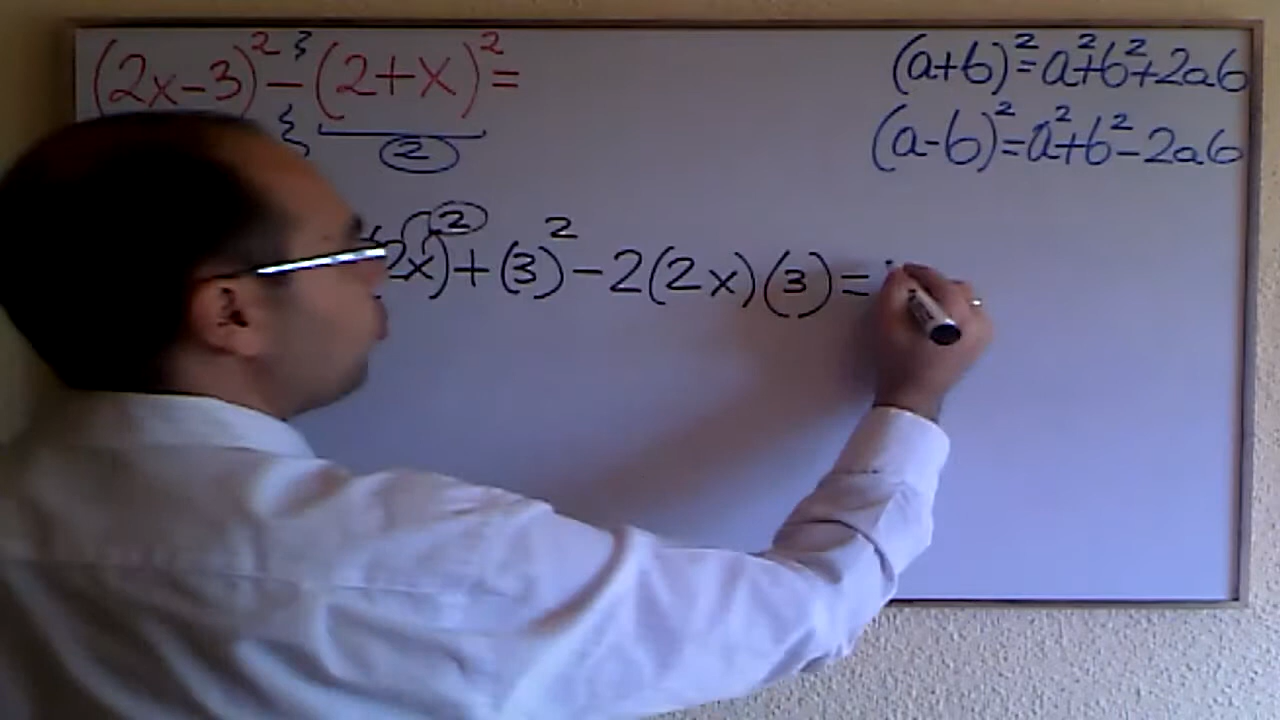 (2x-3)² - (2+x)² =
2
(a+b)²=a²+b²+2ab
(a-b)²=a²+b²-2ab
2x)² + (3)² - 2(2x)(3) =